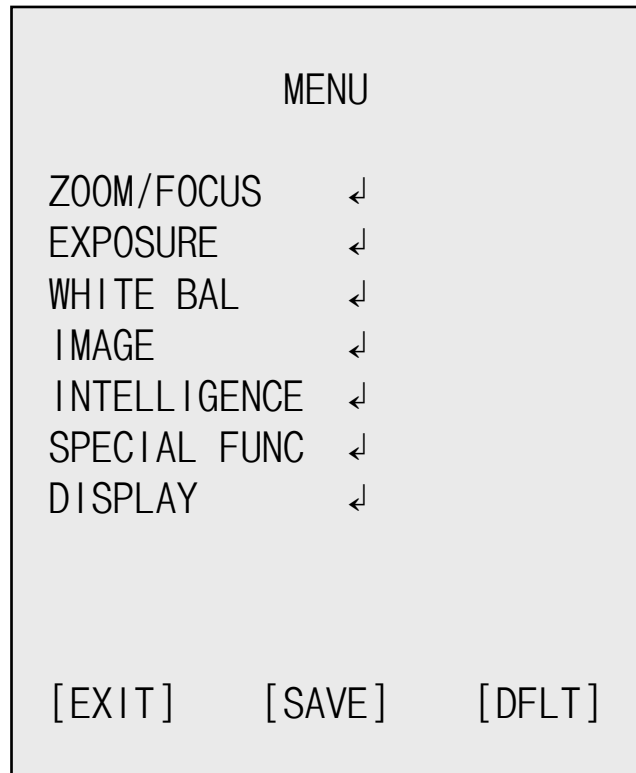 MENU
ZOOM/FOCUS ↲
EXPOSURE ↲
WHITE BAL ↲
IMAGE ↲
INTELLIGENCE ↲
SPECIAL FUNC ↲
DISPLAY ↲
[EXIT] [SAVE] [DFLT]